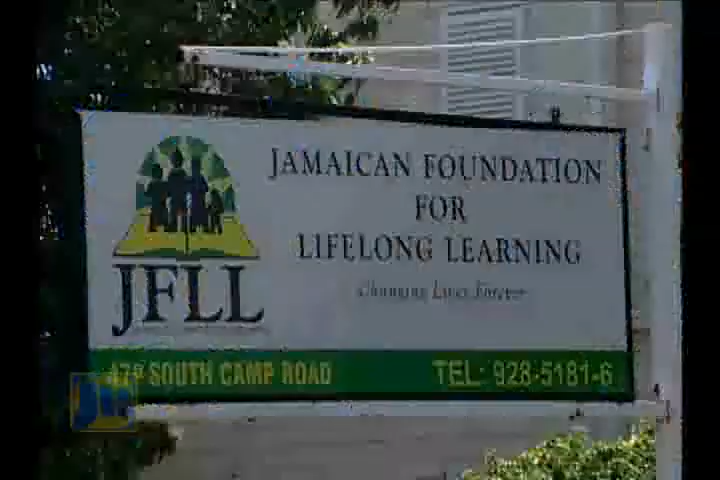 JAMAICAN FOUNDATION
FOR
LIFELONG LEARNING
Changing Lives Forever
JFLL
SOUTH CAMP ROAD
TEL: 928-5181-6